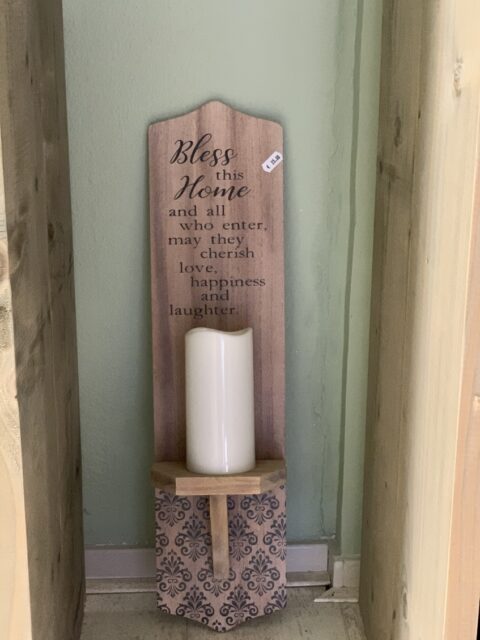 Bless
this
Home
and all
who enter,
may they
cherish
love,
happiness
and
laughter.